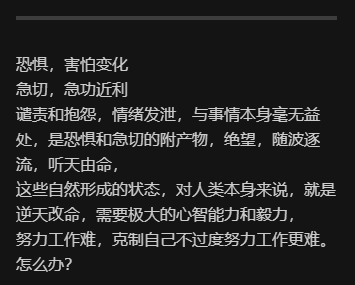 恐惧，害怕变化
急切，急功近利
谴责和抱怨，情绪发泄，与事情本身毫无益
处，是恐惧和急切的附产物，绝望，随波逐
流，听天由命，
这些自然形成的状态，对人类本身来说，就是
逆天改命，需要极大的心智能力和毅力，
努力工作难，克制自己不过度努力工作更难。
怎么办？